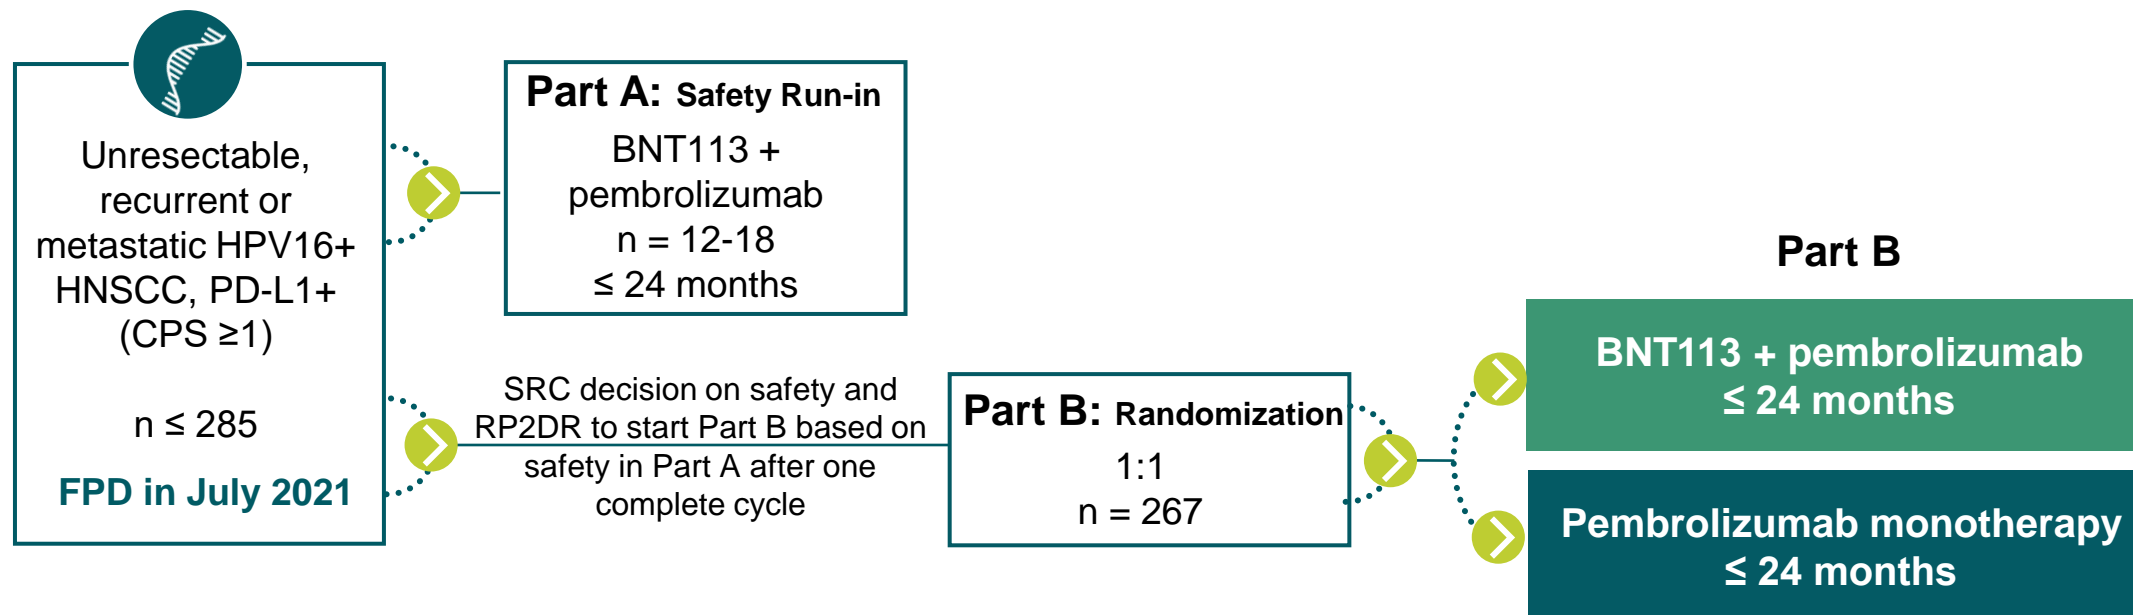 Unresectable,
recurrent or
metastatic HPV16+
HNSCC, PD-L1+
(CPS ≥1)
n ≤ 285
FPD in July 2021
Part A: Safety Run-in
BNT113 +
pembrolizumab
n = 12-18
≤ 24 months
SRC decision on safety and
RP2DR to start Part B based on
safety in Part A after one
complete cycle
Part B: Randomization
1:1
n = 267
Part B
BNT113 + pembrolizumab
≤ 24 months
Pembrolizumab monotherapy
≤ 24 months